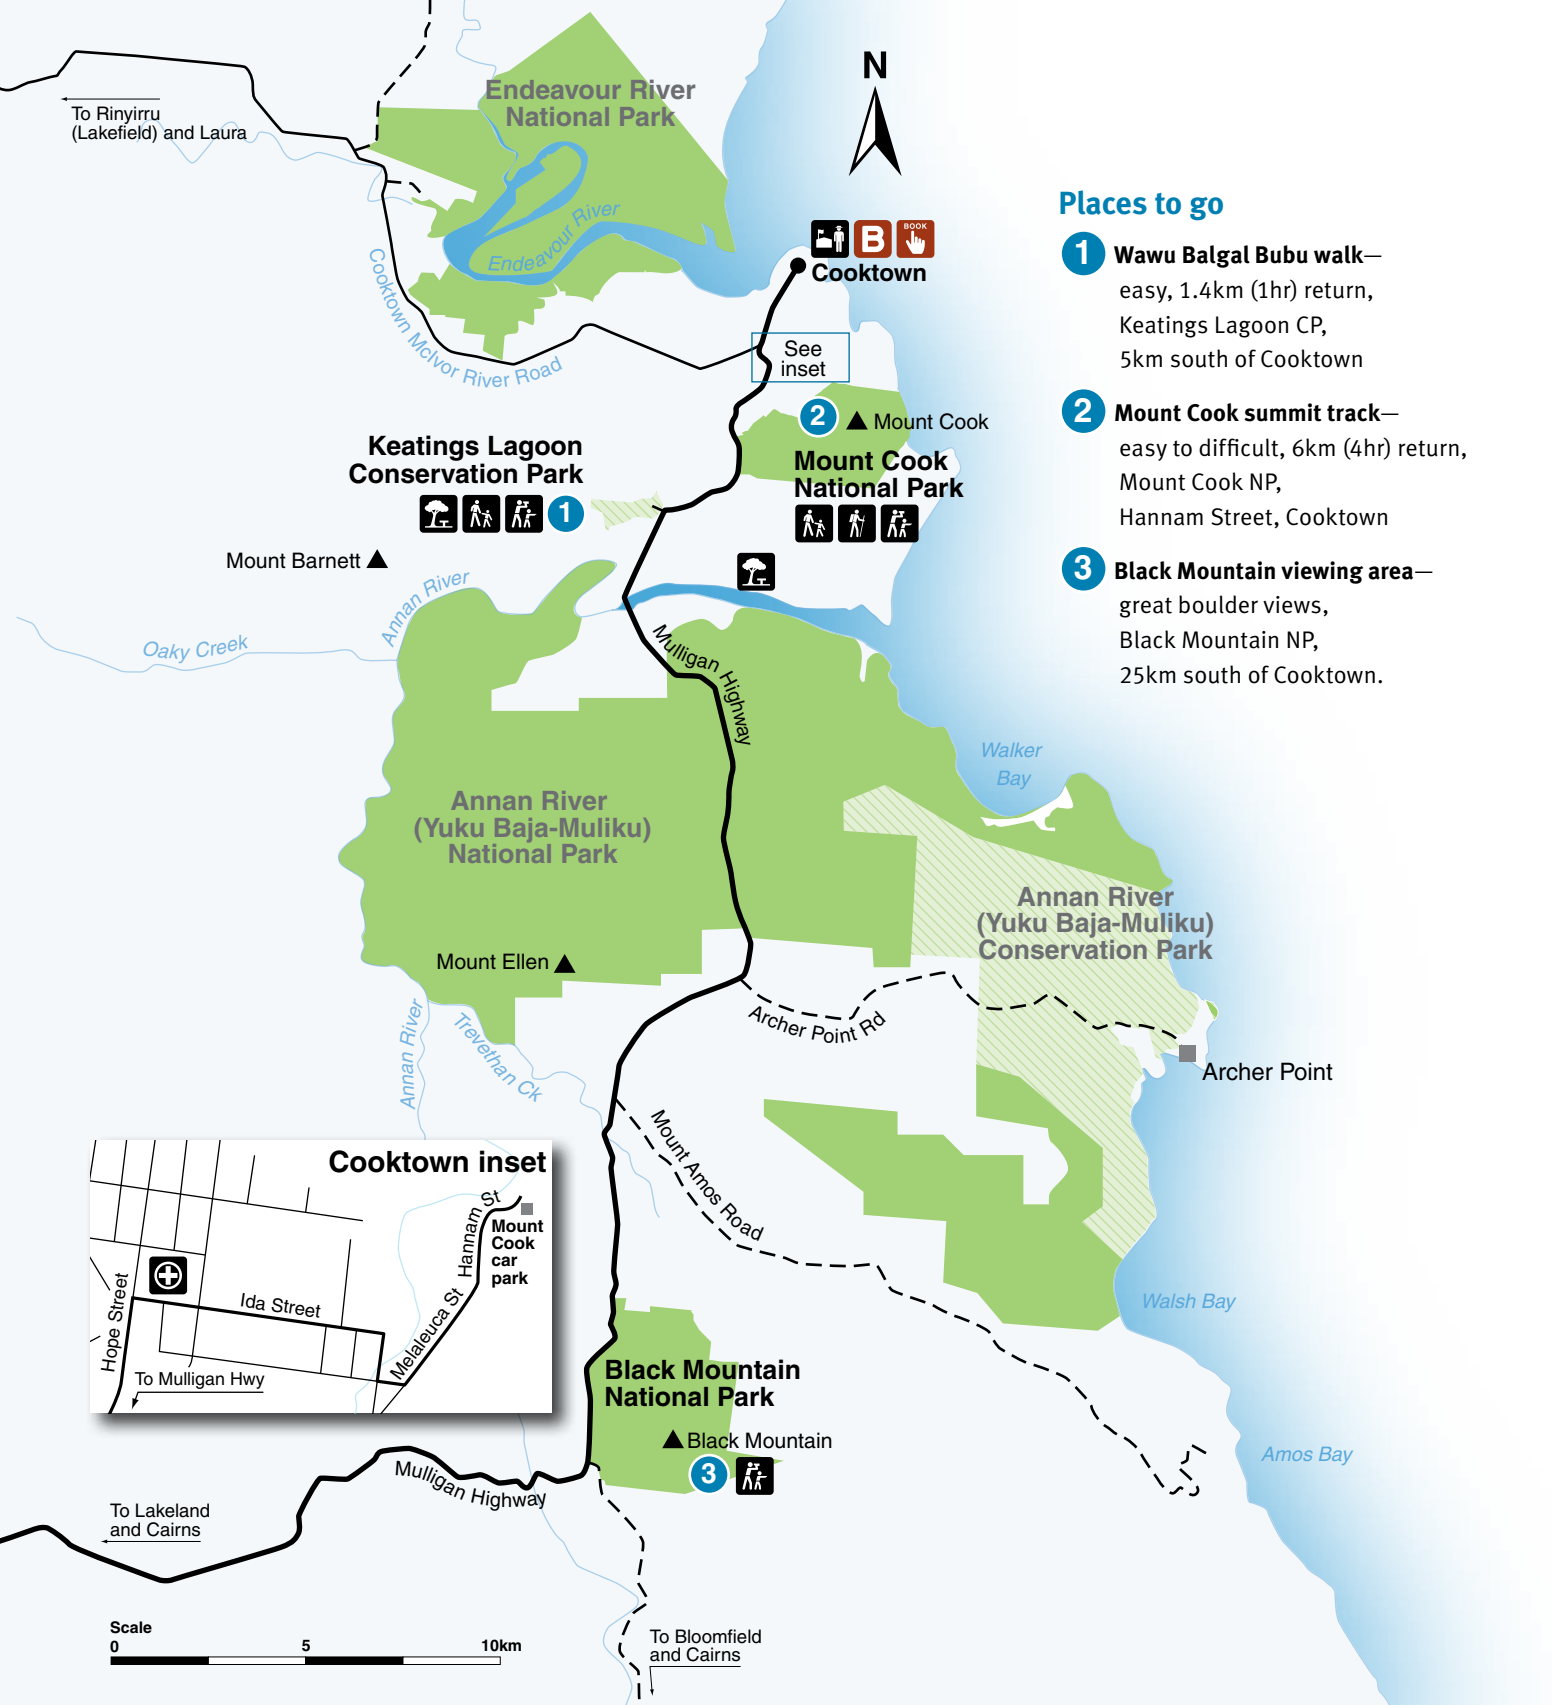 Endeavour River
National Park
N
To Rinyirru
(Lakefield) and Laura
Endeavour River
BOOK
B
Cooktown
Cooktown McIvor River Road
See
inset
2
Mount Cook
Mount Cook
National Park
Keatings Lagoon
Conservation Park
1
Mount Barnett
Annan River
Oaky Creek
Mulligan Highway
Walker
Bay
Annan River
(Yuku Baja-Muliku)
National Park
Annan River
(Yuku Baja-Muliku)
Conservation Park
Mount Ellen
Archer Point Rd
Archer Point
Annan River
Trevethan Ck
Mount Amos Road
Walsh Bay
Amos Bay
Black Mountain
National Park
Black Mountain
3
Mulligan Highway
To Lakeland
and Cairns
To Bloomfield
and Cairns
Scale
0 5 10km
Cooktown inset
Hannam St
Mount
Cook
car
park
Melaleuca St
Ida Street
Hope Street
To Mulligan Hwy
Places to go
1 Wawu Balgal Bubu walk—
easy, 1.4km (1hr) return,
Keatings Lagoon CP,
5km south of Cooktown
2 Mount Cook summit track—
easy to difficult, 6km (4hr) return,
Mount Cook NP,
Hannam Street, Cooktown
3 Black Mountain viewing area—
great boulder views,
Black Mountain NP,
25km south of Cooktown.